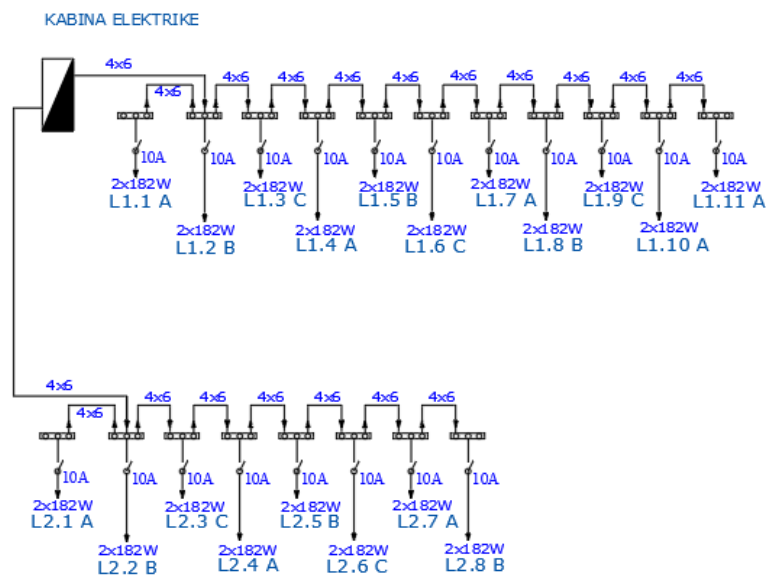 KABINA ELEKTRIKE
4x6
4x6 4x6 4x6 4x6 4x6 4x6 4x6 4x6 4x6 4x6
10A 10A 10A 10A 10A 10A 10A 10A 10A 10A 10A
2x182W 2x182W 2x182W 2x182W 2x182W 2x182W
L1.1 A L1.3 C L1.5 B L1.7 A L1.9 C L1.11 A
2x182W 2x182W 2x182W 2x182W 2x182W
L1.2 B L1.4 A L1.6 C L1.8 B L1.10 A
4x6
4x6 4x6 4x6 4x6 4x6 4x6 4x6
10A 10A 10A 10A 10A 10A 10A 10A
2x182W 2x182W 2x182W 2x182W
L2.1 A L2.3 C L2.5 B L2.7 A
2x182W 2x182W 2x182W 2x182W
L2.2 B L2.4 A L2.6 C L2.8 B